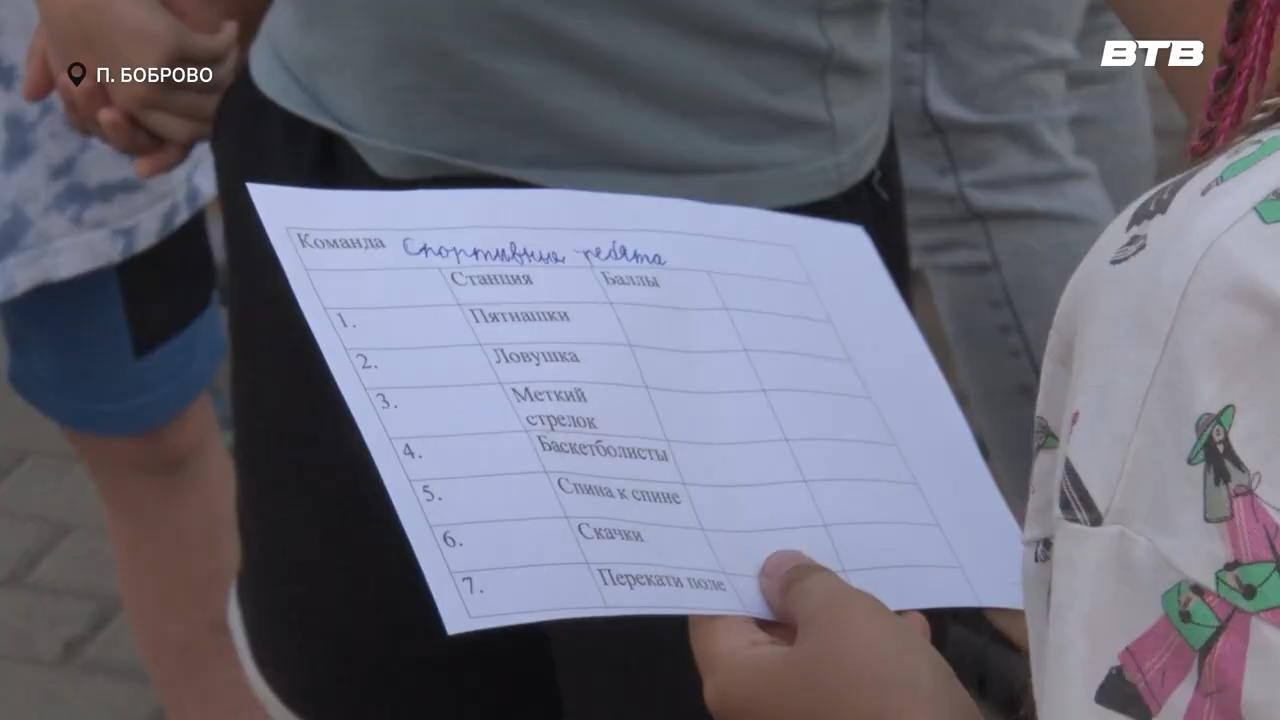 П. БОБРОВО
ВТВ
Команда Спортивные ребята
Станция Баллы
1. Пятнашки
2. Ловушка
3. Меткий
стрелок
4. Баскетболисты
5. Спина к спине
6. Скачки
7. Перекати поле